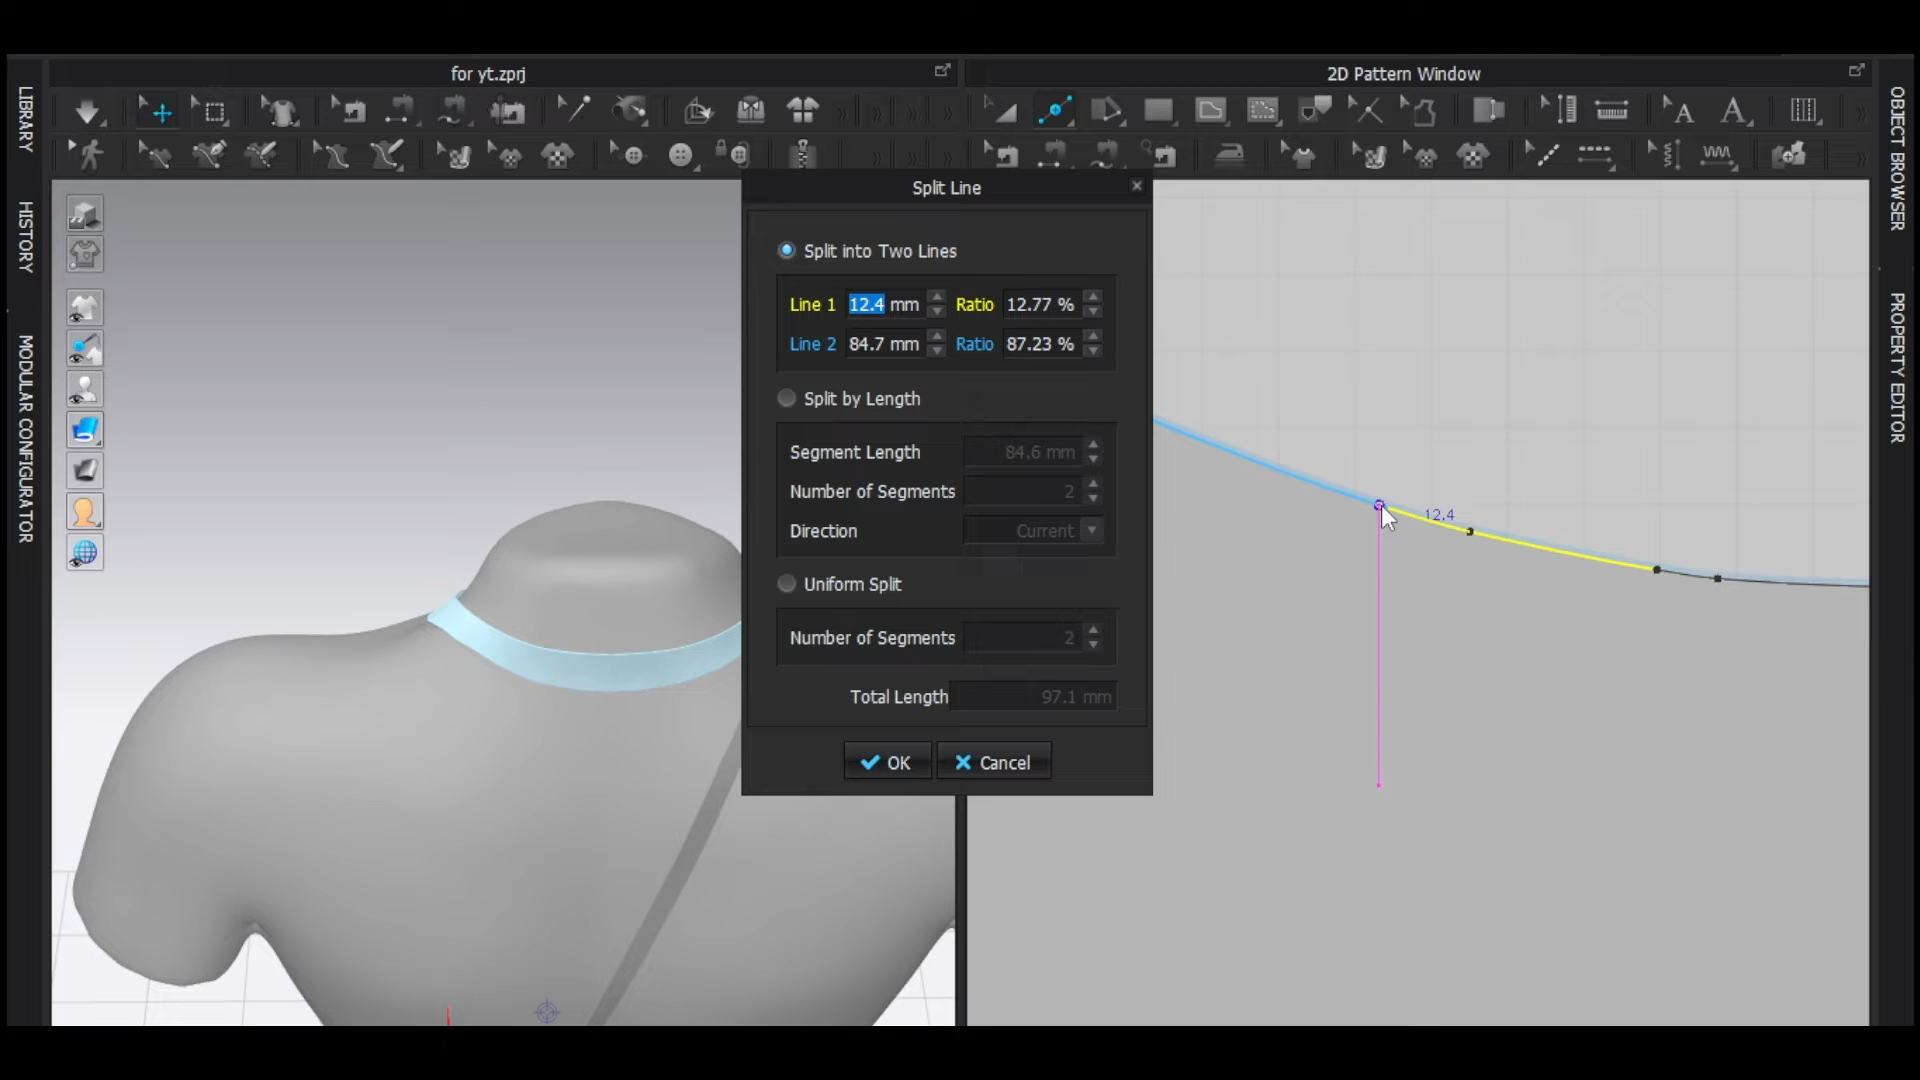 for yt.zprj
2D Pattern Window
LIBRARY
HISTORY
MODULAR CONFIGURATOR
OBJECT BROWSER
PROPERTY EDITOR
Split Line
Split into Two Lines
Line 1 12.4 mm Ratio 12.77 %
Line 2 84.7 mm Ratio 87.23 %
Split by Length
Segment Length 84.6 mm
Number of Segments 2
Direction Current
Uniform Split
Number of Segments 2
Total Length 97.1 mm
OK Cancel
12.4